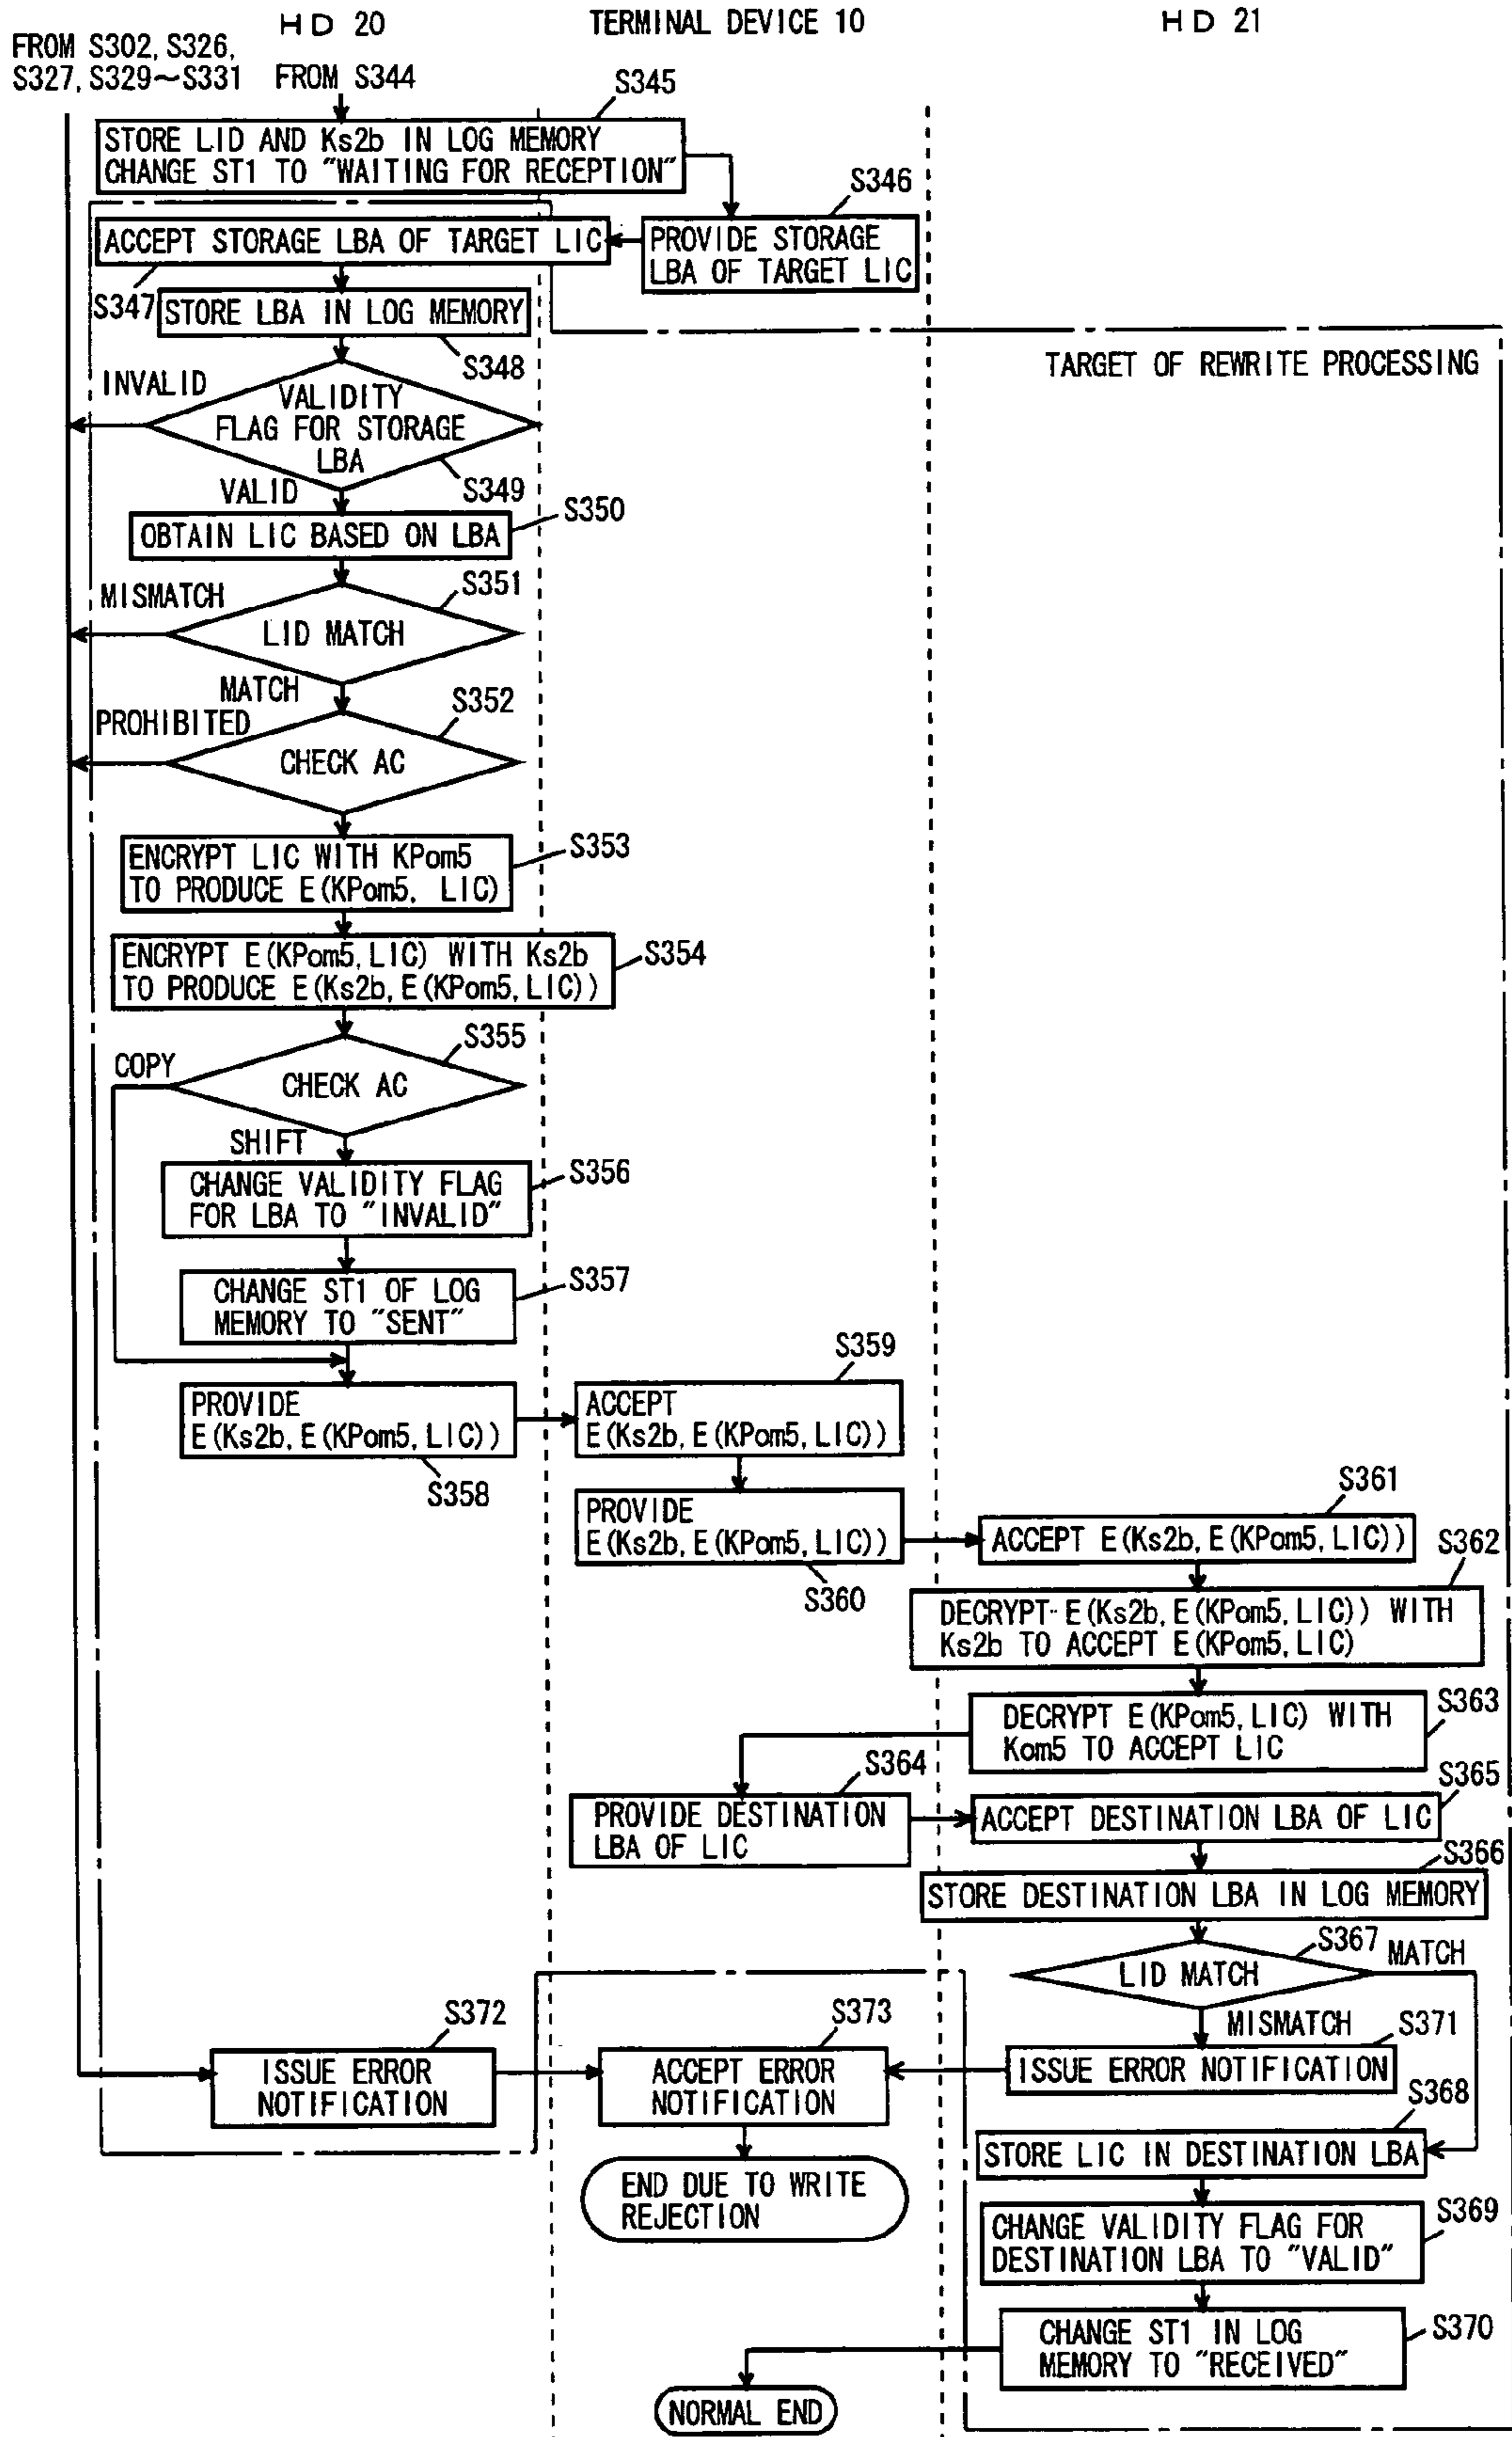 HD 20
TERMINAL DEVICE 10
HD 21
FROM S302, S326,
S327, S329~S331
FROM S344
S345
STORE LID AND Ks2b IN LOG MEMORY
CHANGE ST1 TO "WAITING FOR RECEPTION"
S346
PROVIDE STORAGE
LBA OF TARGET LIC
ACCEPT STORAGE LBA OF TARGET LIC
S347
STORE LBA IN LOG MEMORY
S348
TARGET OF REWRITE PROCESSING
INVALID
VALIDITY
FLAG FOR STORAGE
LBA
S349
VALID
S350
OBTAIN LIC BASED ON LBA
S351
MISMATCH
LID MATCH
MATCH
S352
PROHIBITED
CHECK AC
S353
ENCRYPT LIC WITH KPom5
TO PRODUCE E(KPom5, LIC)
ENCRYPT E(KPom5, LIC) WITH Ks2b
TO PRODUCE E(Ks2b, E(KPom5, LIC))
S354
S355
COPY
CHECK AC
SHIFT
S356
CHANGE VALIDITY FLAG
FOR LBA TO "INVALID"
S357
CHANGE ST1 OF LOG
MEMORY TO "SENT"
S359
PROVIDE
E(Ks2b, E(KPom5, LIC))
S358
ACCEPT
E(Ks2b, E(KPom5, LIC))
PROVIDE
E(Ks2b, E(KPom5, LIC))
S360
S361
ACCEPT E(Ks2b, E(KPom5, LIC))
S362
DECRYPT E(Ks2b, E(KPom5, LIC)) WITH
Ks2b TO ACCEPT E(KPom5, LIC)
S363
DECRYPT E(KPom5, LIC) WITH
Kom5 TO ACCEPT LIC
S364
PROVIDE DESTINATION
LBA OF LIC
S365
ACCEPT DESTINATION LBA OF LIC
S366
STORE DESTINATION LBA IN LOG MEMORY
S367
MATCH
LID MATCH
MISMATCH
S371
S372
ISSUE ERROR
NOTIFICATION
S373
ACCEPT ERROR
NOTIFICATION
ISSUE ERROR NOTIFICATION
S368
STORE LIC IN DESTINATION LBA
END DUE TO WRITE
REJECTION
S369
CHANGE VALIDITY FLAG FOR
DESTINATION LBA TO "VALID"
S370
CHANGE ST1 IN LOG
MEMORY TO "RECEIVED"
NORMAL END